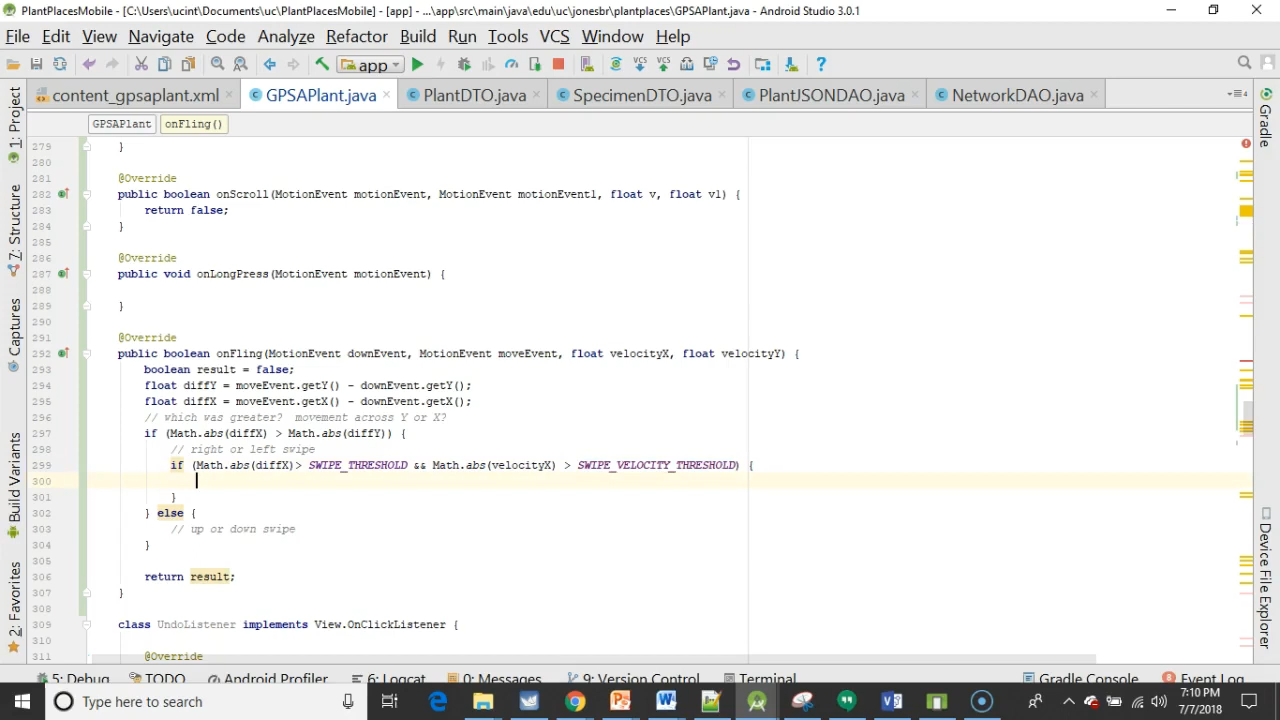 PlantPlacesMobile - [C:\Users\ucint\Documents\uc\PlantPlacesMobile] - [app] - ...\app\src\main\java\edu\uc\jonesbr\plantplaces\GPSAPlant.java - Android Studio 3.0.1
File Edit View Navigate Code Analyze Refactor Build Run Tools VCS Window Help
app
content_gpsaplant.xml GPSAPlant.java PlantDTO.java SpecimenDTO.java PlantJSONDAO.java NetworkDAO.java
GPSAPlant onFling()
1: Project
7: Structure
Captures
Build Variants
2: Favorites
Gradle
Device File Explorer
279 }
280
281 @Override
282 public boolean onScroll(MotionEvent motionEvent, MotionEvent motionEvent1, float v, float v1) {
283 return false;
284 }
285
286 @Override
287 public void onLongPress(MotionEvent motionEvent) {
288
289 }
290
291 @Override
292 public boolean onFling(MotionEvent downEvent, MotionEvent moveEvent, float velocityX, float velocityY) {
293 boolean result = false;
294 float diffY = moveEvent.getY() - downEvent.getY();
295 float diffX = moveEvent.getX() - downEvent.getX();
296 // which was greater?  movement across Y or X?
297 if (Math.abs(diffX) > Math.abs(diffY)) {
298 // right or left swipe
299 if (Math.abs(diffX)> SWIPE_THRESHOLD && Math.abs(velocityX) > SWIPE_VELOCITY_THRESHOLD) {
300
301 }
302 } else {
303 // up or down swipe
304 }
305
306 return result;
307 }
308
309 class UndoListener implements View.OnClickListener {
310
311 @Override
5: Debug TODO Android Profiler 6: Logcat 0: Messages 9: Version Control Terminal Gradle Console Event Log
Type here to search
7:10 PM
7/7/2018